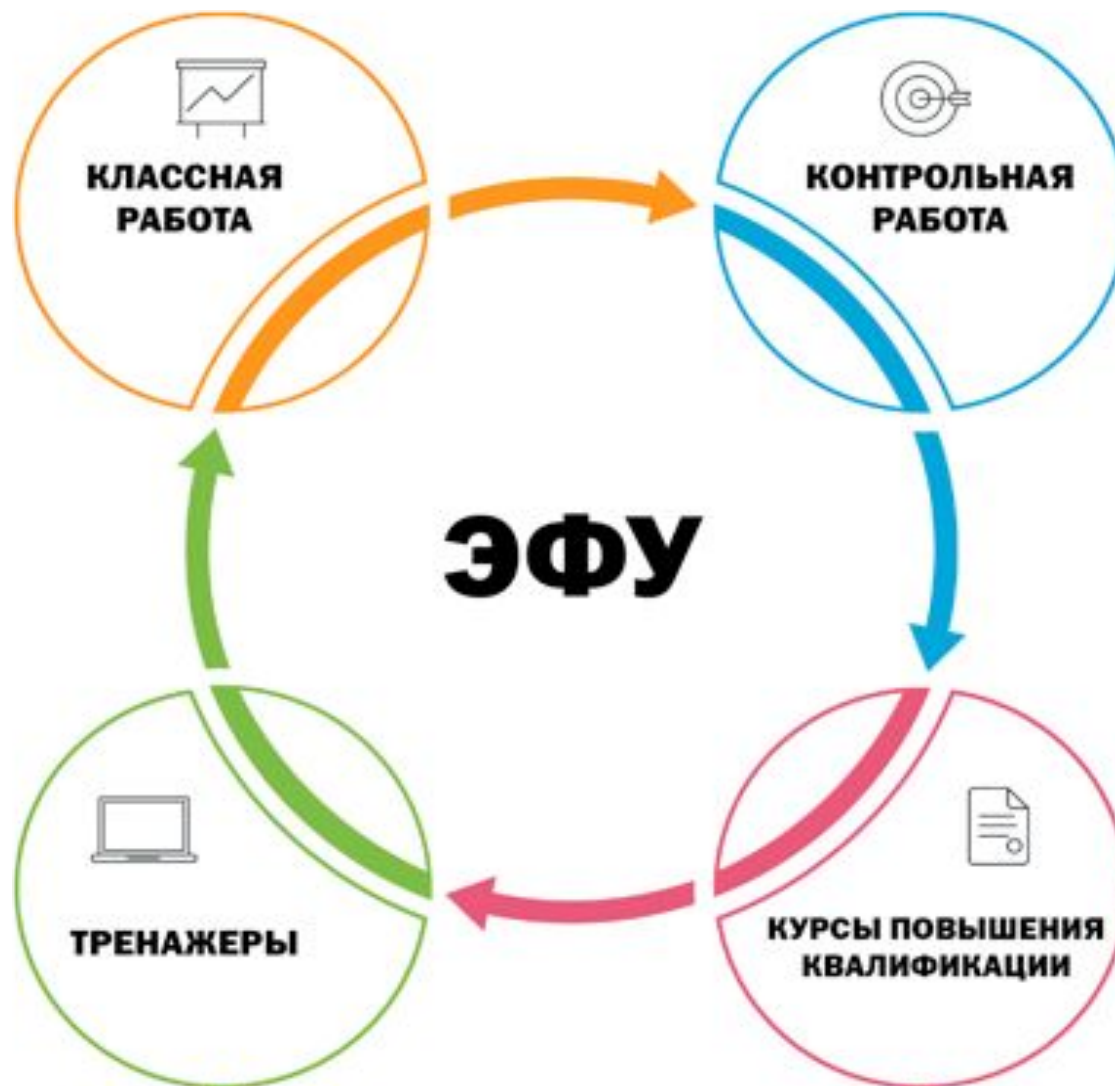 КЛАССНАЯ
РАБОТА
КОНТРОЛЬНАЯ
РАБОТА
ЭФУ
ТРЕНАЖЕРЫ
КУРСЫ ПОВЫШЕНИЯ
КВАЛИФИКАЦИИ